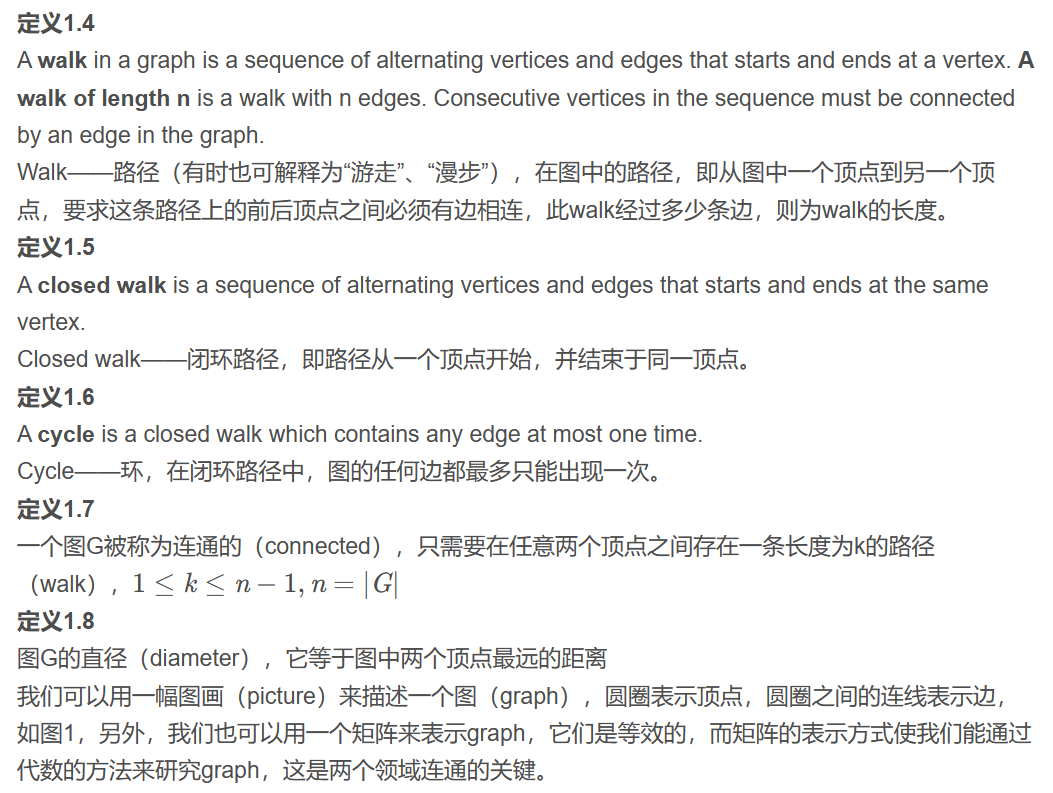 定义1.4
A walk in a graph is a sequence of alternating vertices and edges that starts and ends at a vertex. A
walk of length n is a walk with n edges. Consecutive vertices in the sequence must be connected
by an edge in the graph.
Walk——路径（有时也可解释为“游走”、“漫步”），在图中的路径，即从图中一个顶点到另一个顶
点，要求这条路径上的前后顶点之间必须有边相连，此walk经过多少条边，则为walk的长度。
定义1.5
A closed walk is a sequence of alternating vertices and edges that starts and ends at the same
vertex.
Closed walk——闭环路径，即路径从一个顶点开始，并结束于同一顶点。
定义1.6
A cycle is a closed walk which contains any edge at most one time.
Cycle——环，在闭环路径中，图的任何边都最多只能出现一次。
定义1.7
一个图G被称为连通的（connected），只需要在任意两个顶点之间存在一条长度为k的路径
（walk），1 ≤ k ≤ n − 1, n = |G|
定义1.8
图G的直径（diameter），它等于图中两个顶点最远的距离
我们可以用一幅图画（picture）来描述一个图（graph），圆圈表示顶点，圆圈之间的连线表示边，
如图1，另外，我们也可以用一个矩阵来表示graph，它们是等效的，而矩阵的表示方式使我们能通过
代数的方法来研究graph，这是两个领域连通的关键。